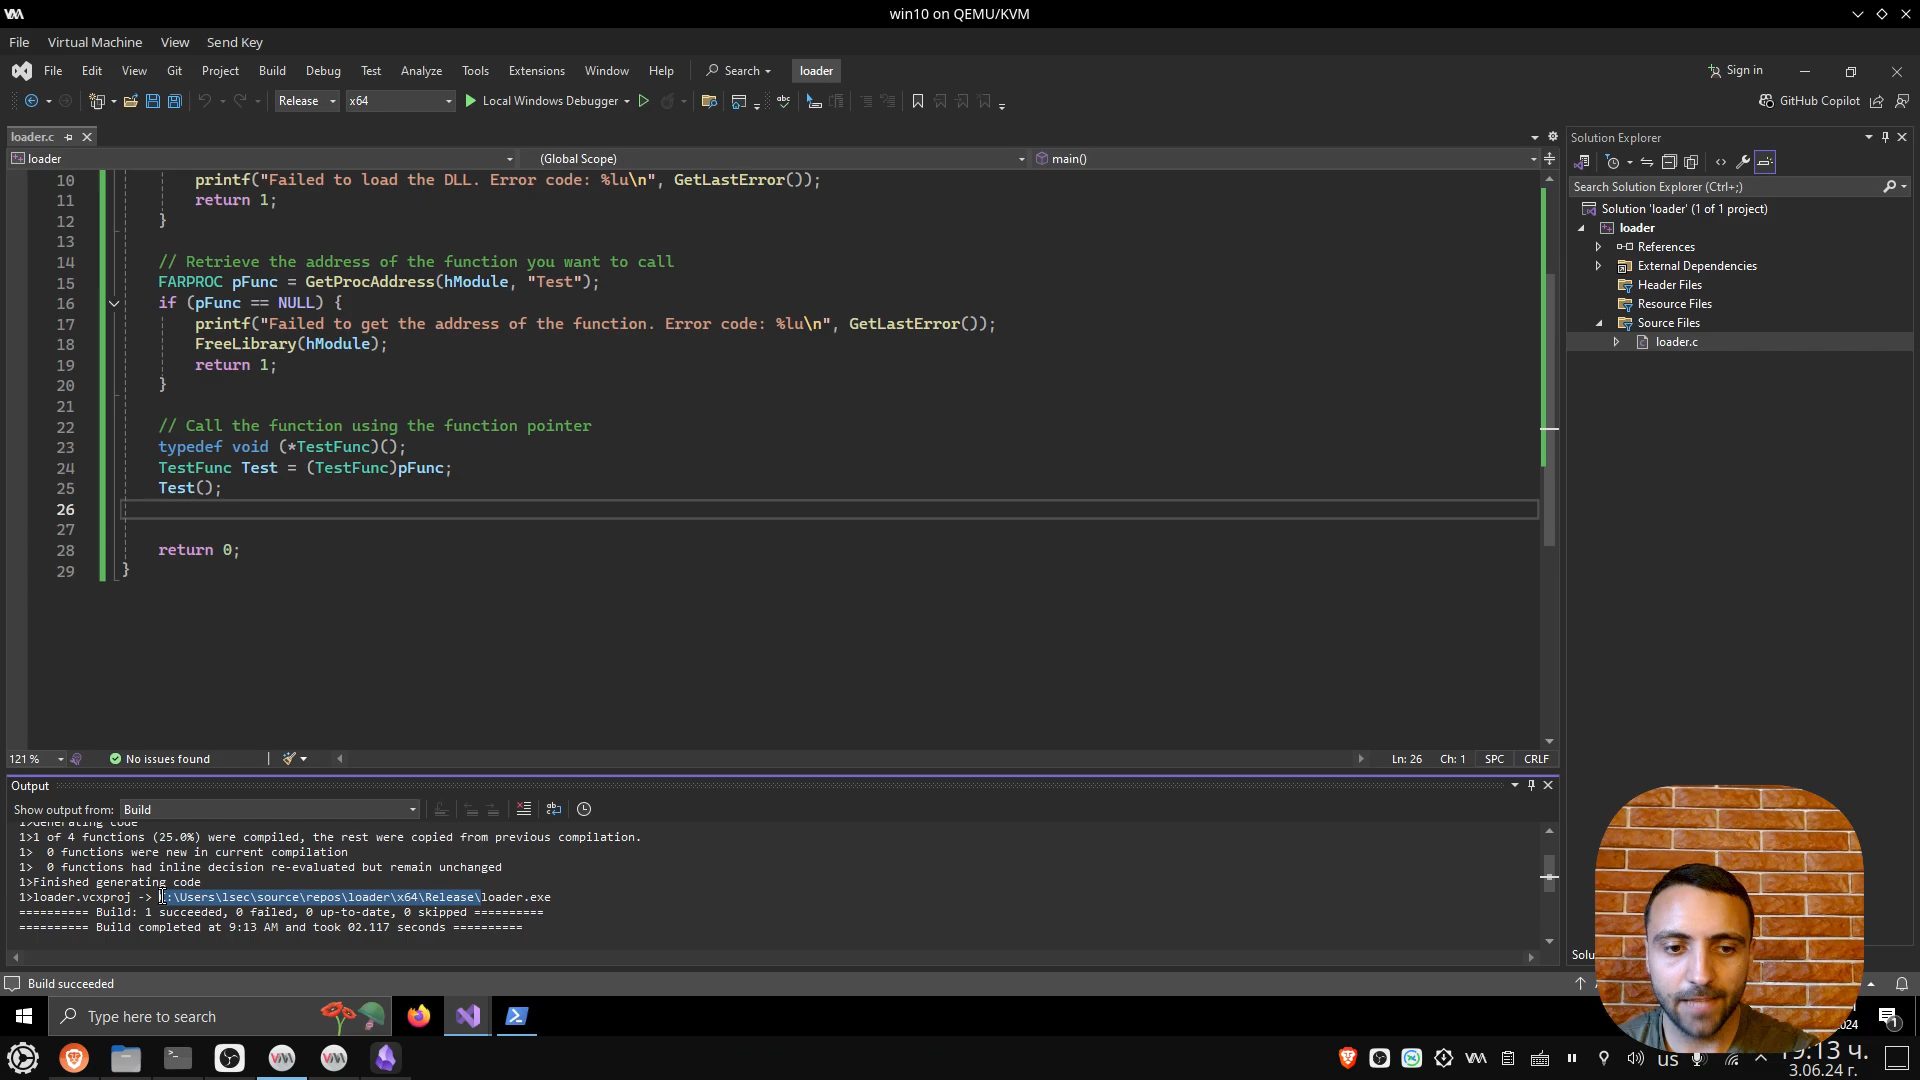 win10 on QEMU/KVM
File Virtual Machine View Send Key
File Edit View Git Project Build Debug Test Analyze Tools Extensions Window Help Search loader Sign in
Release x64 Local Windows Debugger GitHub Copilot
loader.c
loader (Global Scope) main()
10 printf("Failed to load the DLL. Error code: %lu\n", GetLastError());
11 return 1;
12 }
13
14 // Retrieve the address of the function you want to call
15 FARPROC pFunc = GetProcAddress(hModule, "Test");
16 if (pFunc == NULL) {
17 printf("Failed to get the address of the function. Error code: %lu\n", GetLastError());
18 FreeLibrary(hModule);
19 return 1;
20 }
21
22 // Call the function using the function pointer
23 typedef void (*TestFunc)();
24 TestFunc Test = (TestFunc)pFunc;
25 Test();
26
27
28 return 0;
29 }
121 % No issues found Ln: 26 Ch: 1 SPC CRLF
Solution Explorer
Search Solution Explorer (Ctrl+;)
Solution 'loader' (1 of 1 project)
loader
References
External Dependencies
Header Files
Resource Files
Source Files
loader.c
Output
Show output from: Build
1>Generating code
1>1 of 4 functions (25.0%) were compiled, the rest were copied from previous compilation.
1> 0 functions were new in current compilation
1> 0 functions had inline decision re-evaluated but remain unchanged
1>Finished generating code
1>loader.vcxproj -> :\Users\lsec\source\repos\loader\x64\Release\loader.exe
========== Build: 1 succeeded, 0 failed, 0 up-to-date, 0 skipped ==========
========== Build completed at 9:13 AM and took 02.117 seconds ==========
Build succeeded
Type here to search
us
19:13 ч.
3.06.24 г.